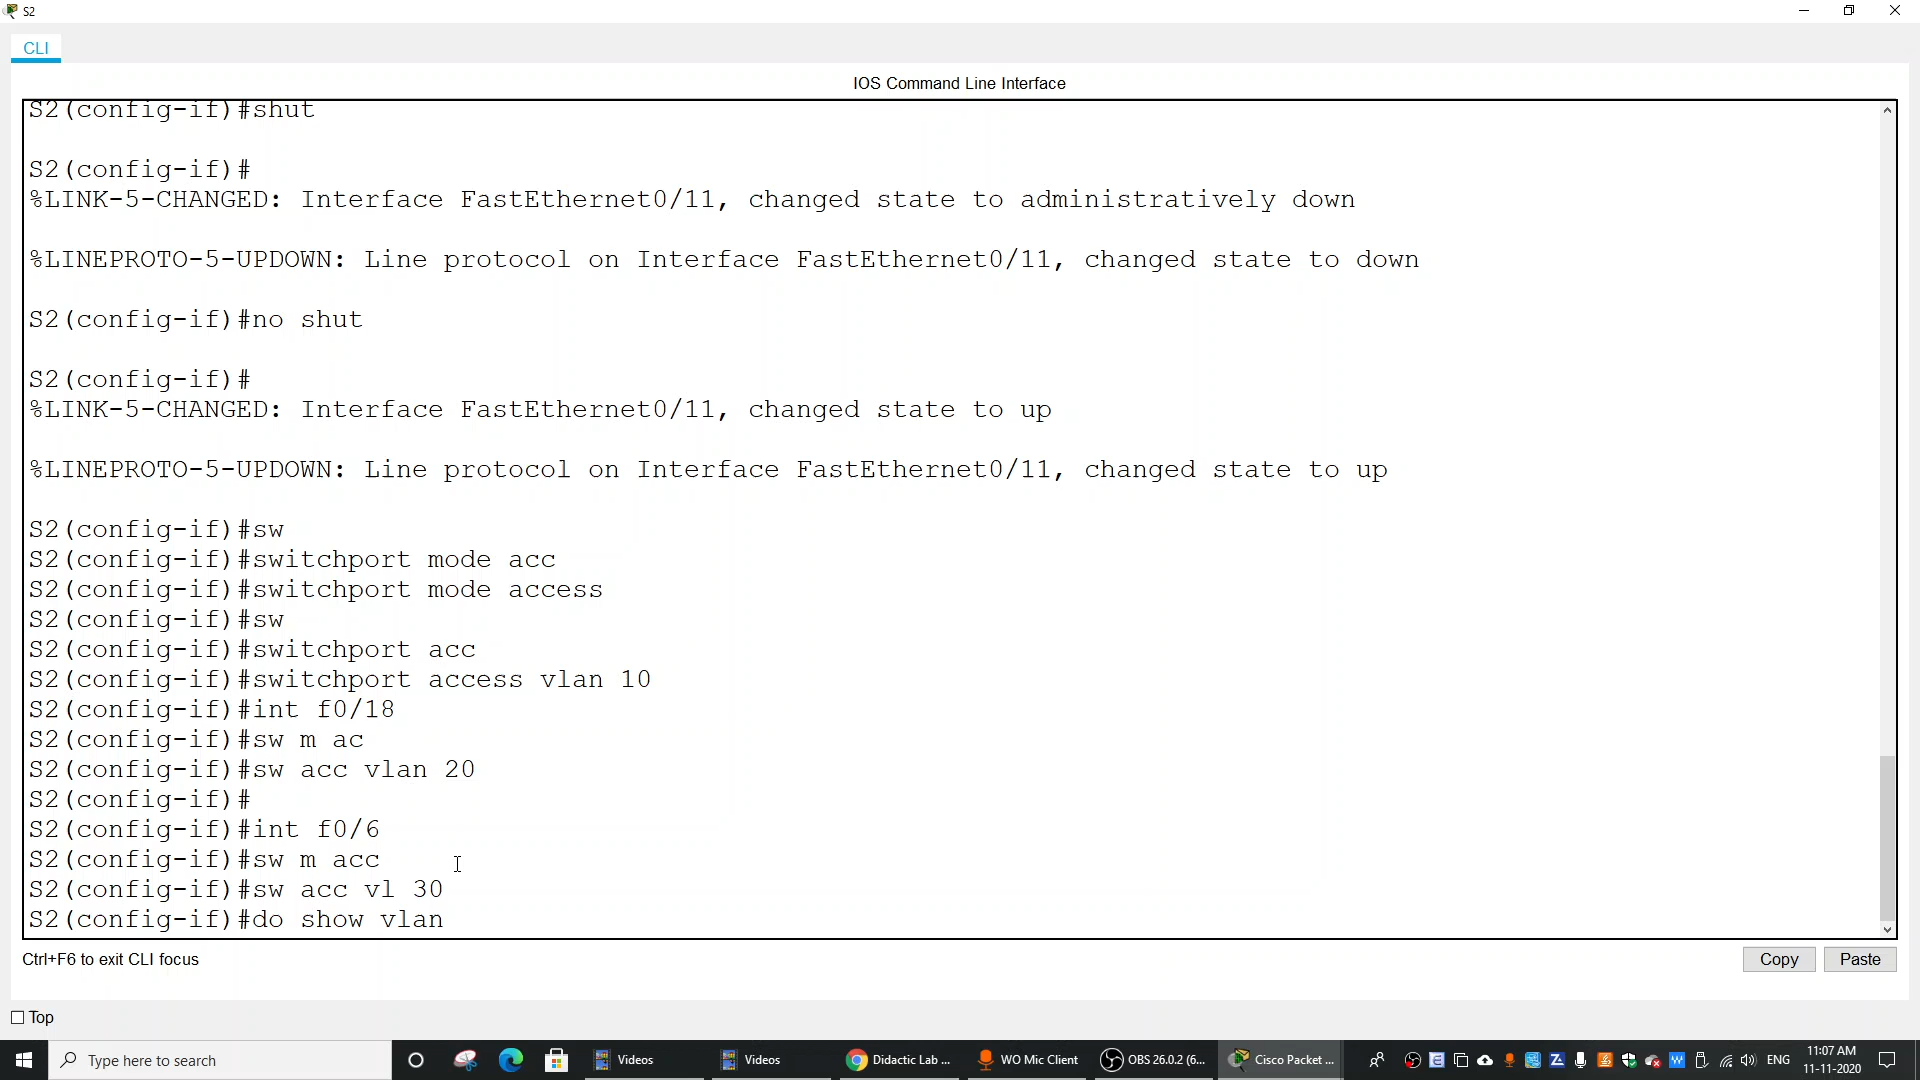 S2
CLI
IOS Command Line Interface
S2(config-if)#shut
S2(config-if)#
%LINK-5-CHANGED: Interface FastEthernet0/11, changed state to administratively down
%LINEPROTO-5-UPDOWN: Line protocol on Interface FastEthernet0/11, changed state to down
S2(config-if)#no shut
S2(config-if)#
%LINK-5-CHANGED: Interface FastEthernet0/11, changed state to up
%LINEPROTO-5-UPDOWN: Line protocol on Interface FastEthernet0/11, changed state to up
S2(config-if)#sw
S2(config-if)#switchport mode acc
S2(config-if)#switchport mode access
S2(config-if)#sw
S2(config-if)#switchport acc
S2(config-if)#switchport access vlan 10
S2(config-if)#int f0/18
S2(config-if)#sw m ac
S2(config-if)#sw acc vlan 20
S2(config-if)#
S2(config-if)#int f0/6
S2(config-if)#sw m acc
S2(config-if)#sw acc vl 30
S2(config-if)#do show vlan
Ctrl+F6 to exit CLI focus
Copy Paste
Top
Type here to search Videos Videos Didactic Lab ... WO Mic Client OBS 26.0.2 (6... Cisco Packet ... ENG 11:07 AM
11-11-2020